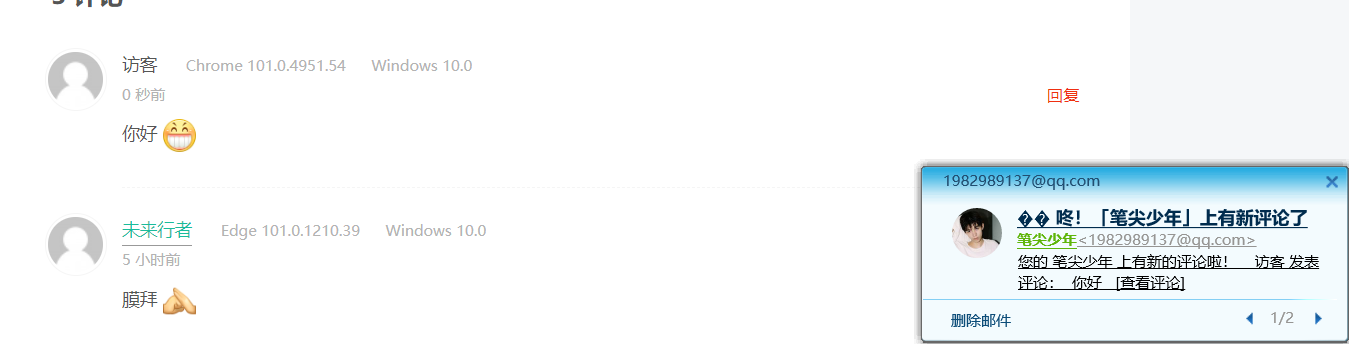 访客 Chrome 101.0.4951.54 Windows 10.0
0 秒前
回复
你好
未来行者 Edge 101.0.1210.39 Windows 10.0
5 小时前
膜拜
1982989137@qq.com
�� 咚！「笔尖少年」上有新评论了
笔尖少年<1982989137@qq.com>
您的 笔尖少年 上有新的评论啦！ 访客 发表
评论： 你好 [查看评论]
删除邮件 1/2